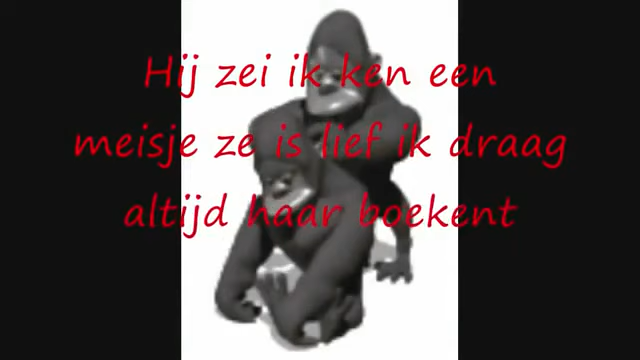 Hij zei ik ken een
meisje ze is lief ik draag
altijd haar boekent